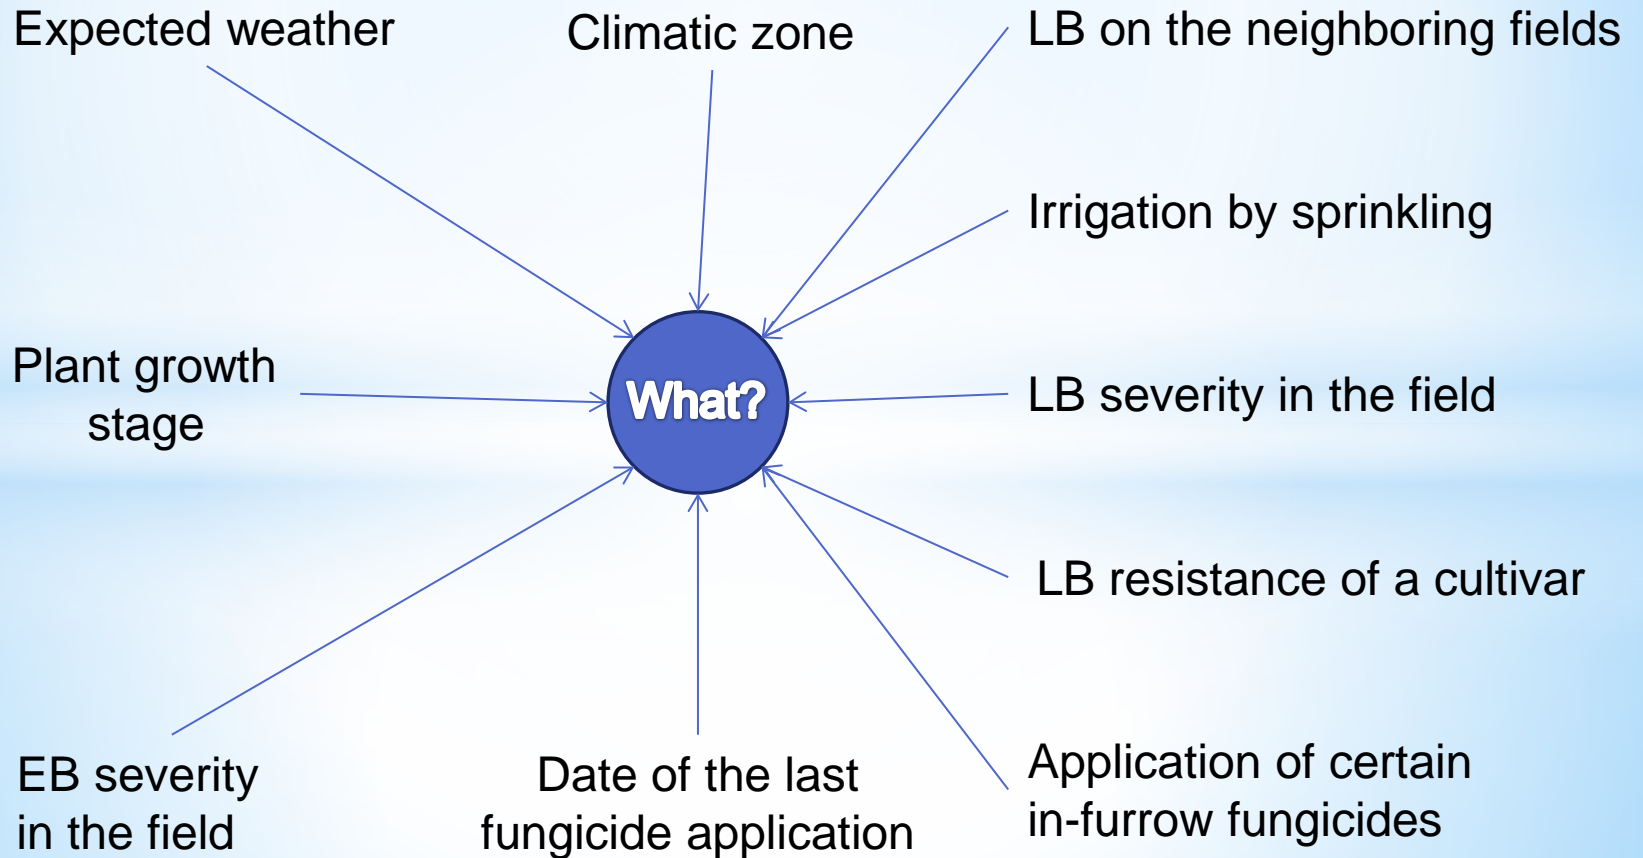 Expected weather
Climatic zone
LB on the neighboring fields
Irrigation by sprinkling
Plant growth
stage
What?
LB severity in the field
LB resistance of a cultivar
EB severity
in the field
Date of the last
fungicide application
Application of certain
in-furrow fungicides